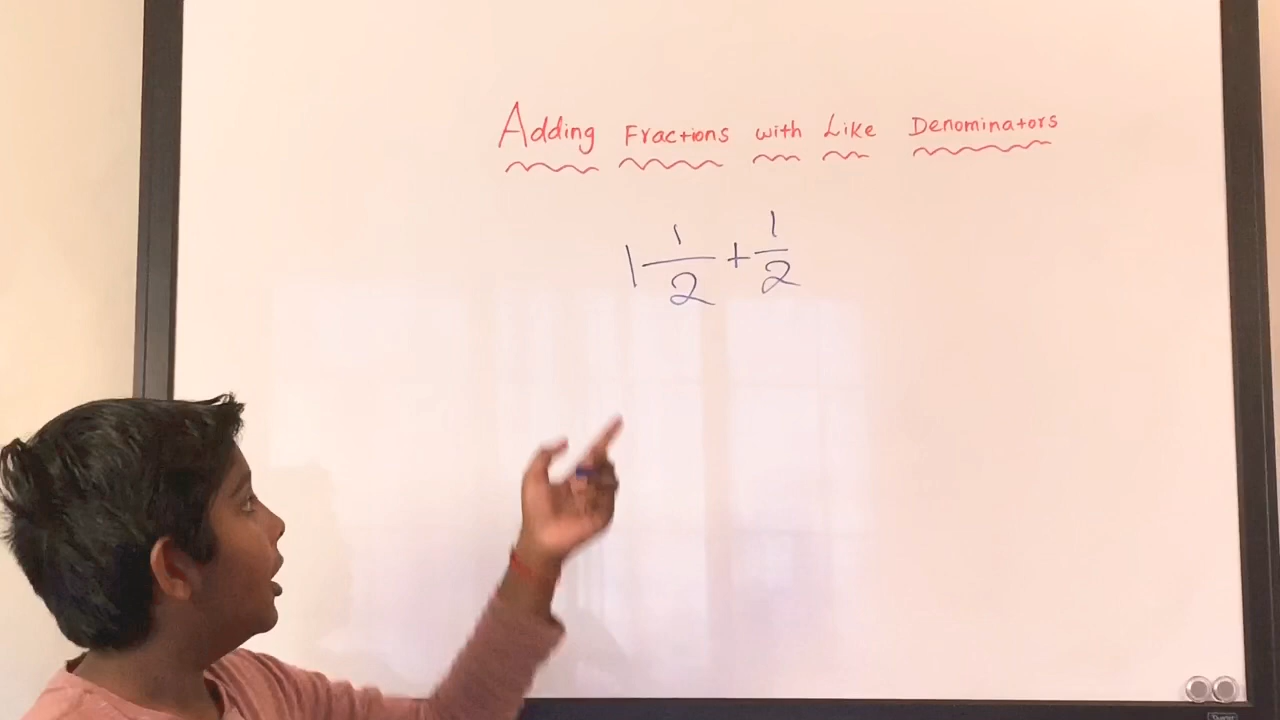 Adding Fractions with Like Denominators
1 1/2 + 1/2